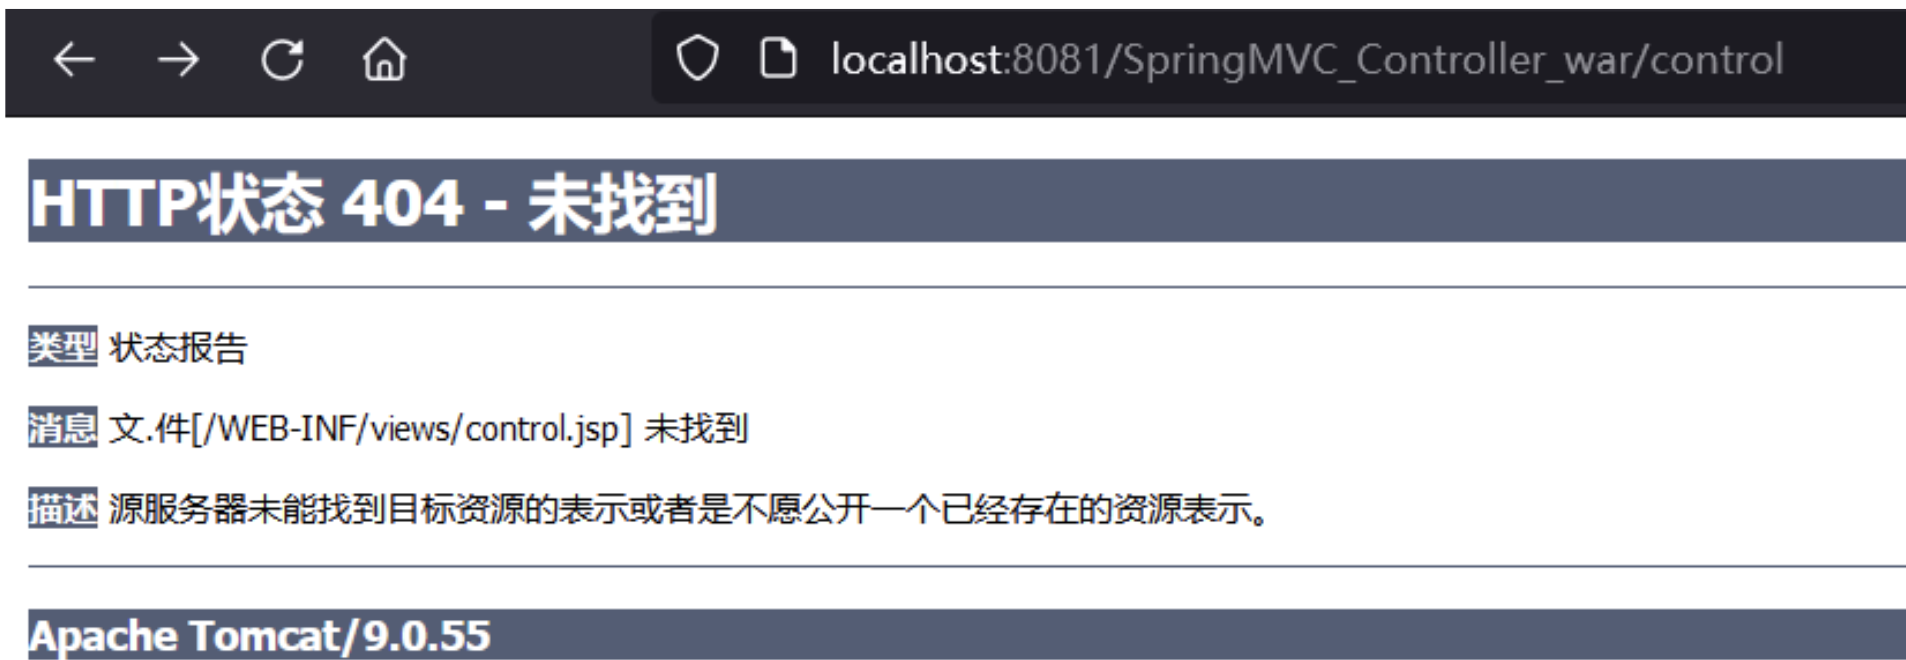 localhost:8081/SpringMVC_Controller_war/control
HTTP状态 404 - 未找到
类型 状态报告
消息 文.件[/WEB-INF/views/control.jsp] 未找到
描述 源服务器未能找到目标资源的表示或者是不愿公开一个已经存在的资源表示。
Apache Tomcat/9.0.55